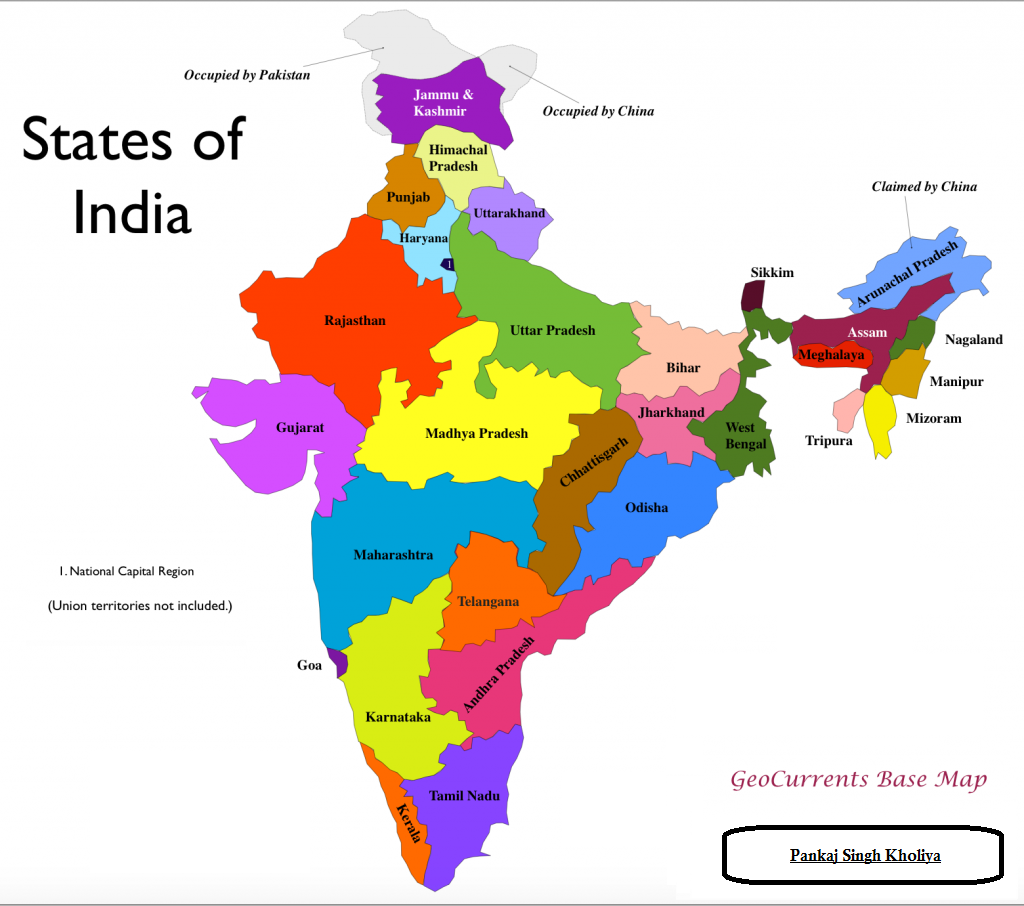 Occupied by Pakistan
Jammu &
Kashmir
Occupied by China
States of
India
Himachal
Pradesh
Punjab
Uttarakhand
Claimed by China
Haryana
1
Arunachal Pradesh
Sikkim
Rajasthan
Uttar Pradesh
Assam
Nagaland
Meghalaya
Bihar
Manipur
Jharkhand
Mizoram
Gujarat
Madhya Pradesh
West
Bengal
Tripura
Chhattisgarh
Odisha
Maharashtra
1. National Capital Region
Telangana
(Union territories not included.)
Goa
Andhra Pradesh
Karnataka
GeoCurrents Base Map
Tamil Nadu
Kerala
Pankaj Singh Kholiya